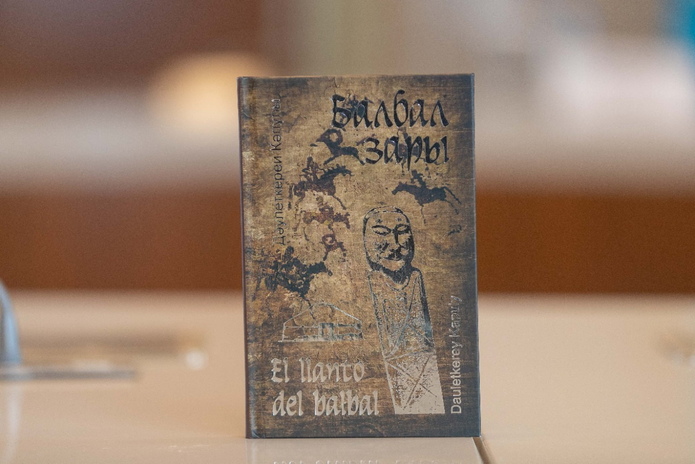 Балбал
зары
Дәулеткерей Кәпұлы
El llanto
del balbal
Dauletkerey Kapuly